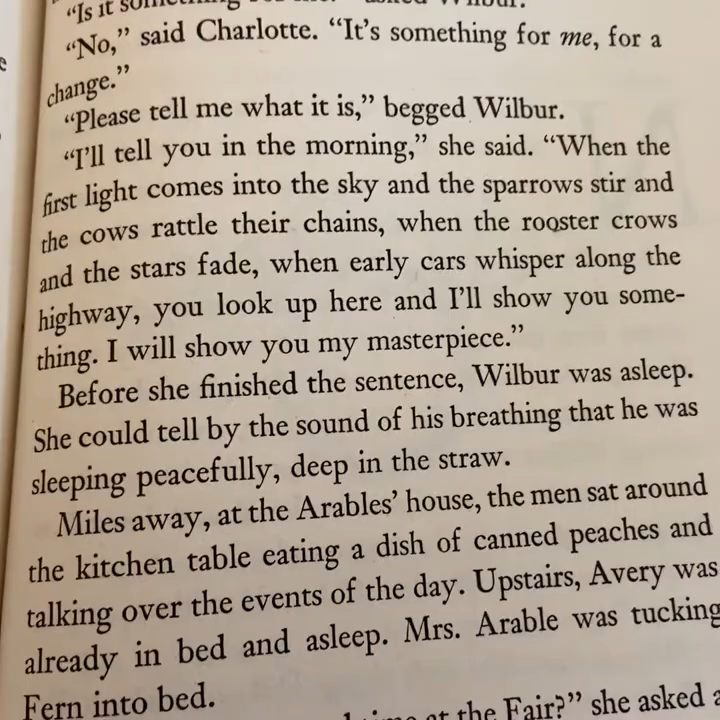 “Is it
“No,” said Charlotte. “It’s something for me, for a
change.”
“Please tell me what it is,” begged Wilbur.
“I’ll tell you in the morning,” she said. “When the
first light comes into the sky and the sparrows stir and
the cows rattle their chains, when the rooster crows
and the stars fade, when early cars whisper along the
highway, you look up here and I’ll show you some-
thing. I will show you my masterpiece.”
Before she finished the sentence, Wilbur was asleep.
She could tell by the sound of his breathing that he was
sleeping peacefully, deep in the straw.
Miles away, at the Arables’ house, the men sat around
the kitchen table eating a dish of canned peaches and
talking over the events of the day. Upstairs, Avery was
already in bed and asleep. Mrs. Arable was tucking
Fern into bed.
at the Fair?” she asked